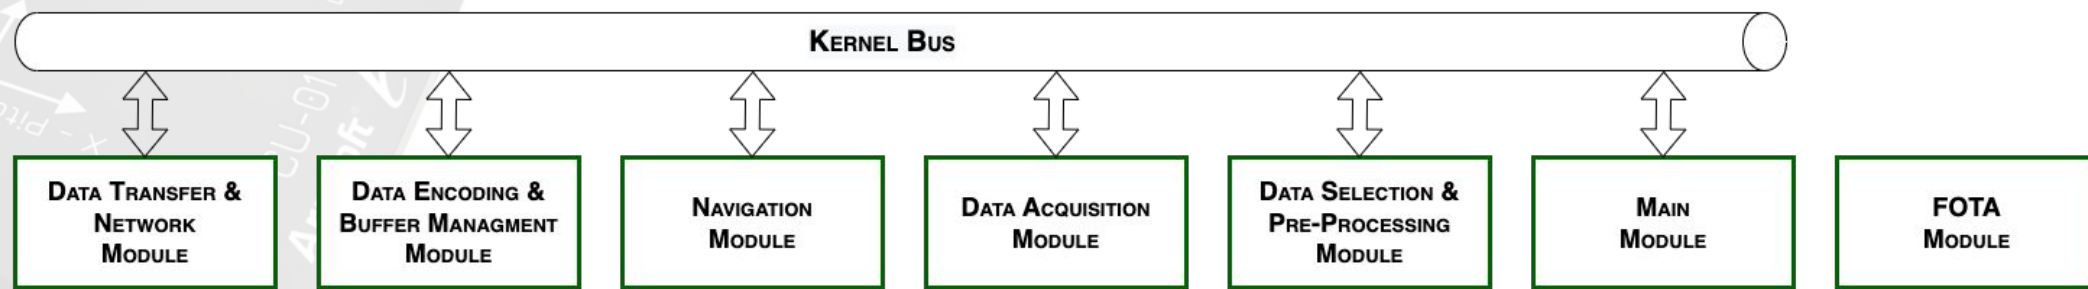 KERNEL BUS
DATA TRANSFER &
NETWORK
MODULE
DATA ENCODING &
BUFFER MANAGMENT
MODULE
NAVIGATION
MODULE
DATA ACQUISITION
MODULE
DATA SELECTION &
PRE-PROCESSING
MODULE
MAIN
MODULE
FOTA
MODULE